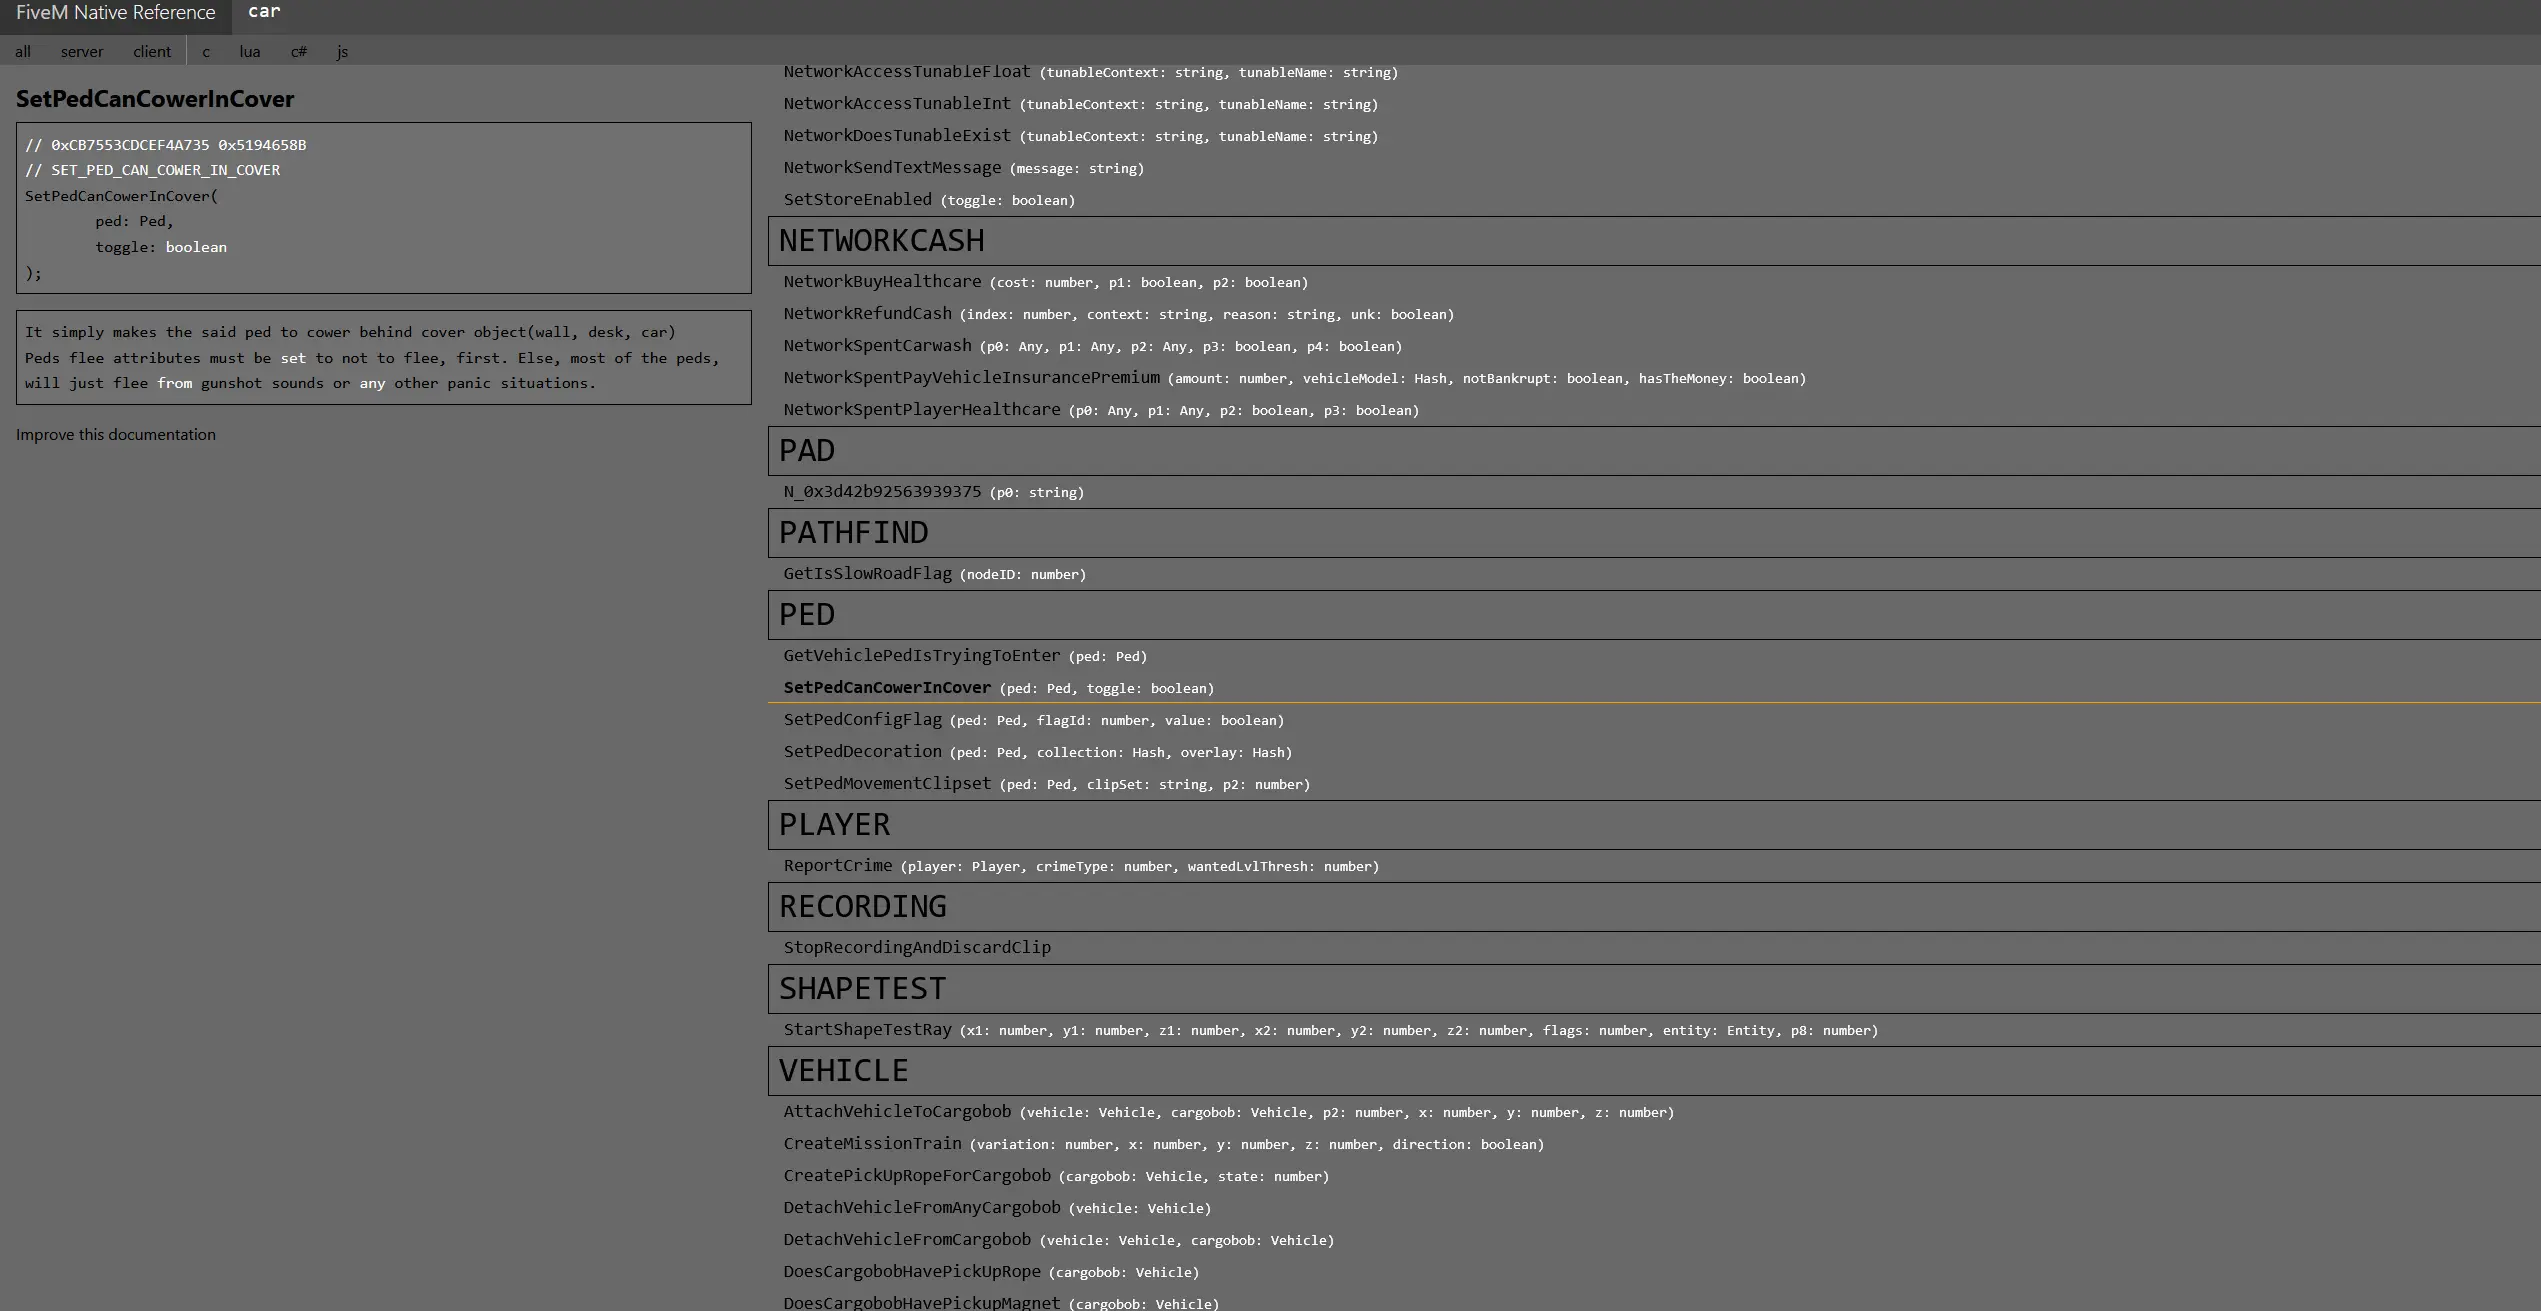 FiveM Native Reference
car
all server client c lua c# js
SetPedCanCowerInCover
// 0xCB7553CDCEF4A735 0x5194658B
// SET_PED_CAN_COWER_IN_COVER
SetPedCanCowerInCover(
ped: Ped,
toggle: boolean
);
It simply makes the said ped to cower behind cover object(wall, desk, car)
Peds flee attributes must be set to not to flee, first. Else, most of the peds,
will just flee from gunshot sounds or any other panic situations.
Improve this documentation
NetworkAccessTunableFloat (tunableContext: string, tunableName: string)
NetworkAccessTunableInt (tunableContext: string, tunableName: string)
NetworkDoesTunableExist (tunableContext: string, tunableName: string)
NetworkSendTextMessage (message: string)
SetStoreEnabled (toggle: boolean)
NETWORKCASH
NetworkBuyHealthcare (cost: number, p1: boolean, p2: boolean)
NetworkRefundCash (index: number, context: string, reason: string, unk: boolean)
NetworkSpentCarwash (p0: Any, p1: Any, p2: Any, p3: boolean, p4: boolean)
NetworkSpentPayVehicleInsurancePremium (amount: number, vehicleModel: Hash, notBankrupt: boolean, hasTheMoney: boolean)
NetworkSpentPlayerHealthcare (p0: Any, p1: Any, p2: boolean, p3: boolean)
PAD
N_0x3d42b92563939375 (p0: string)
PATHFIND
GetIsSlowRoadFlag (nodeID: number)
PED
GetVehiclePedIsTryingToEnter (ped: Ped)
SetPedCanCowerInCover (ped: Ped, toggle: boolean)
SetPedConfigFlag (ped: Ped, flagId: number, value: boolean)
SetPedDecoration (ped: Ped, collection: Hash, overlay: Hash)
SetPedMovementClipset (ped: Ped, clipSet: string, p2: number)
PLAYER
ReportCrime (player: Player, crimeType: number, wantedLvlThresh: number)
RECORDING
StopRecordingAndDiscardClip
SHAPETEST
StartShapeTestRay (x1: number, y1: number, z1: number, x2: number, y2: number, z2: number, flags: number, entity: Entity, p8: number)
VEHICLE
AttachVehicleToCargobob (vehicle: Vehicle, cargobob: Vehicle, p2: number, x: number, y: number, z: number)
CreateMissionTrain (variation: number, x: number, y: number, z: number, direction: boolean)
CreatePickUpRopeForCargobob (cargobob: Vehicle, state: number)
DetachVehicleFromAnyCargobob (vehicle: Vehicle)
DetachVehicleFromCargobob (vehicle: Vehicle, cargobob: Vehicle)
DoesCargobobHavePickUpRope (cargobob: Vehicle)
DoesCargobobHavePickupMagnet (cargobob: Vehicle)